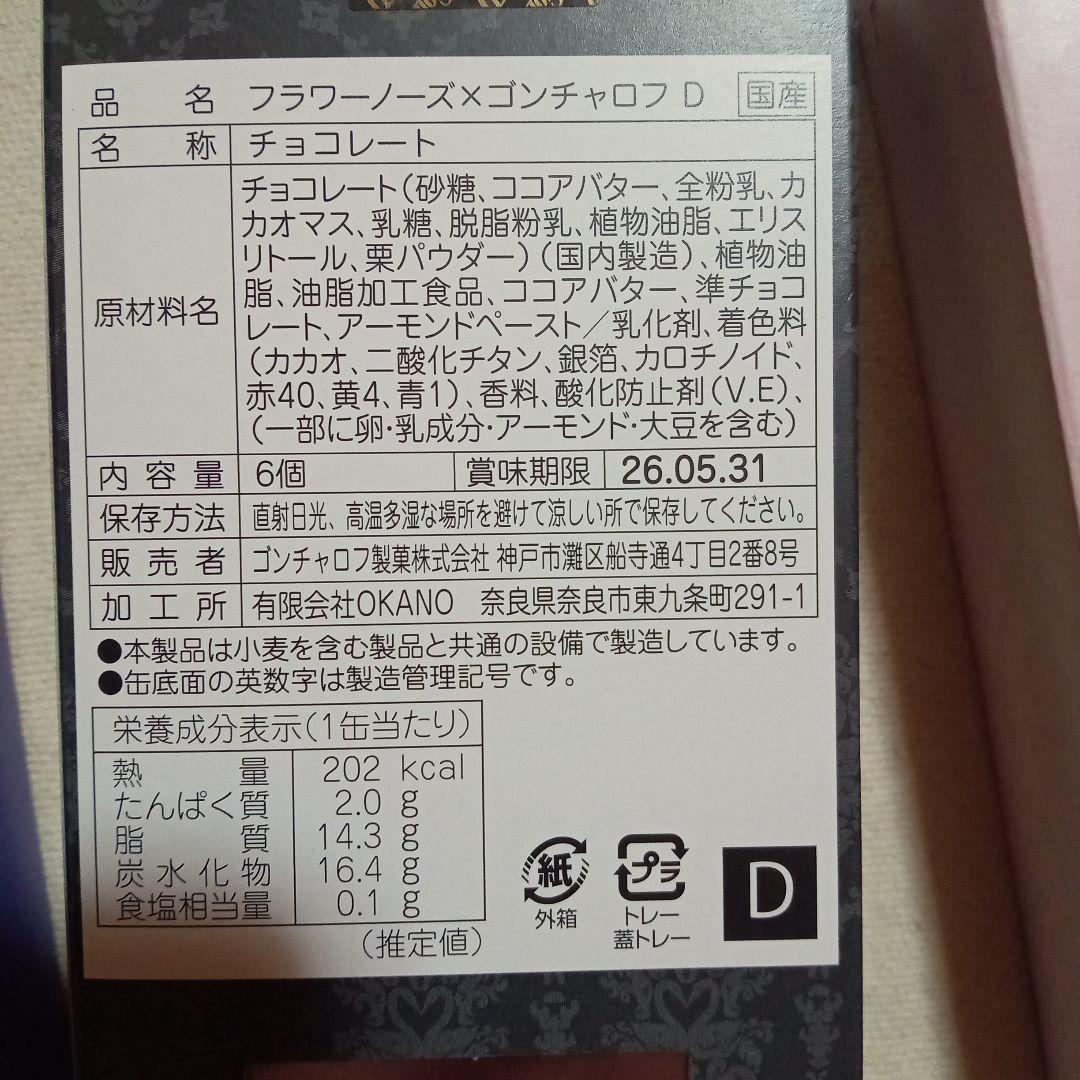 品名 フラワーノーズ×ゴンチャロフ D 国産
名称 チョコレート
原材料名
チョコレート(砂糖、ココアバター、全粉乳、カ
カオマス、乳糖、脱脂粉乳、植物油脂、エリス
リトール、栗パウダー)(国内製造)、植物油
脂、油脂加工食品、ココアバター、準チョコ
レート、アーモンドペースト/乳化剤、着色料
(カカオ、二酸化チタン、銀箔、カロチノイド、
赤40、黄4、青1)、香料、酸化防止剤(V.E)、
(一部に卵・乳成分・アーモンド・大豆を含む)
内容量 6個 賞味期限 26.05.31
保存方法 直射日光、高温多湿な場所を避けて涼しい所で保存してください。
販売者 ゴンチャロフ製菓株式会社 神戸市灘区船寺通4丁目2番8号
加工所 有限会社OKANO 奈良県奈良市東九条町291-1
●本製品は小麦を含む製品と共通の設備で製造しています。
●缶底面の英数字は製造管理記号です。
栄養成分表示(1缶当たり)
熱量 202 kcal
たんぱく質 2.0 g
脂質 14.3 g
炭水化物 16.4 g
食塩相当量 0.1 g
(推定値)
紙
外箱
プラ
トレー
蓋トレー
D